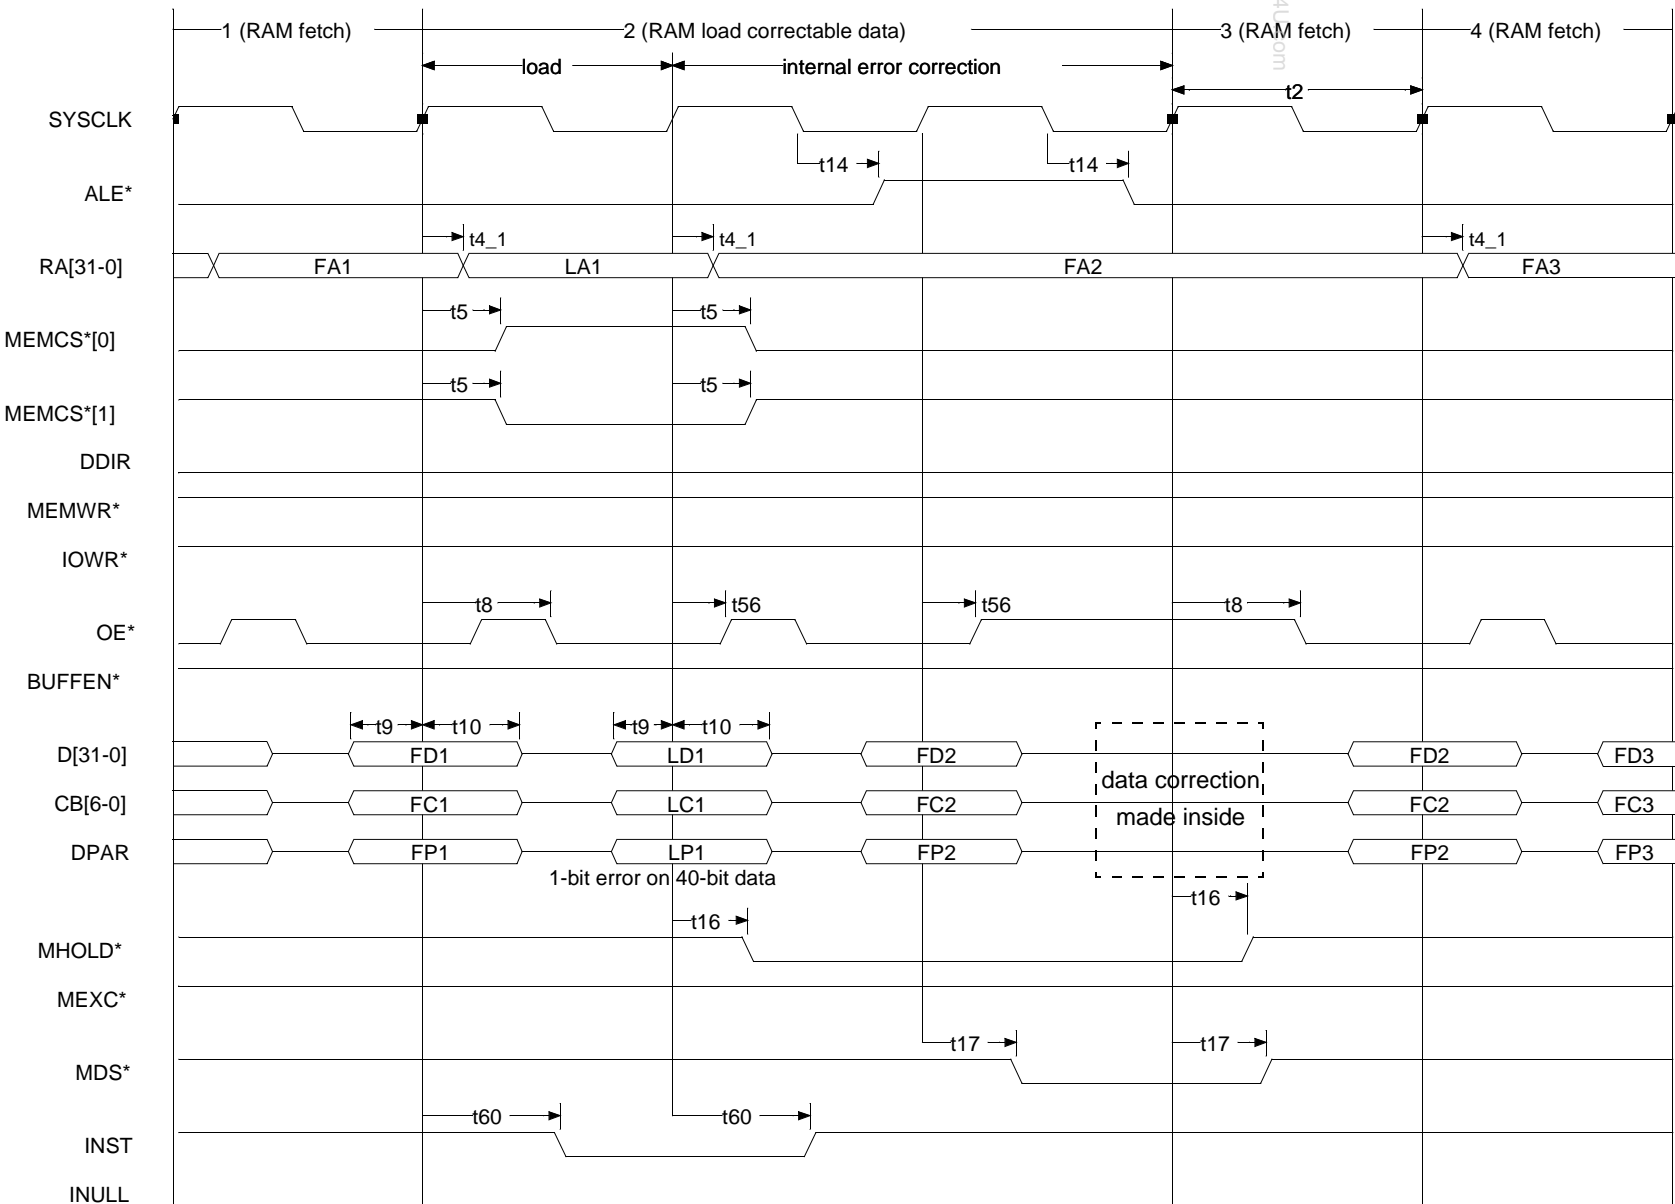 4U.com
1 (RAM fetch) 2 (RAM load correctable data) 3 (RAM fetch) 4 (RAM fetch)
load internal error correction
t2
SYSCLK
t14 t14
ALE*
t4_1 t4_1 t4_1
RA[31-0] FA1 LA1 FA2 FA3
t5 t5
MEMCS*[0]
t5 t5
MEMCS*[1]
DDIR
MEMWR*
IOWR*
t8 t56 t56 t8
OE*
BUFFEN*
t9 t10 t9 t10
D[31-0] FD1 LD1 FD2 FD2 FD3
data correction
CB[6-0] FC1 LC1 FC2 FC2 FC3
made inside
DPAR FP1 LP1 FP2 FP2 FP3
1-bit error on 40-bit data
t16
t16
MHOLD*
MEXC*
t17 t17
MDS*
t60 t60
INST
INULL